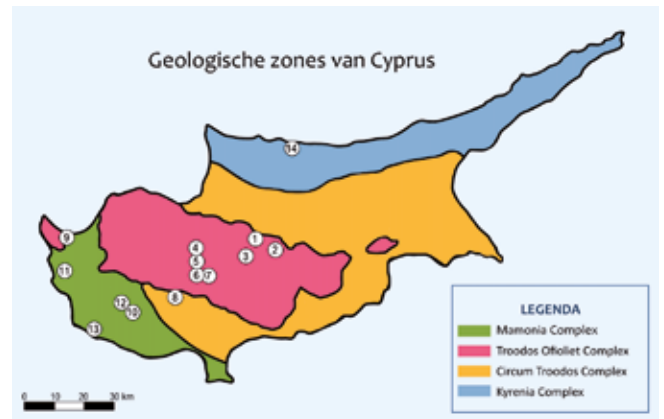 Geologische zones van Cyprus
14
1
9
4
2
3
5
11
6 7
8
12
10
13
LEGENDA
Mamonia Complex
Troodos Ofioliet Complex
Circum Troodos Complex
Kyrenia Complex
0 10 20 30 km